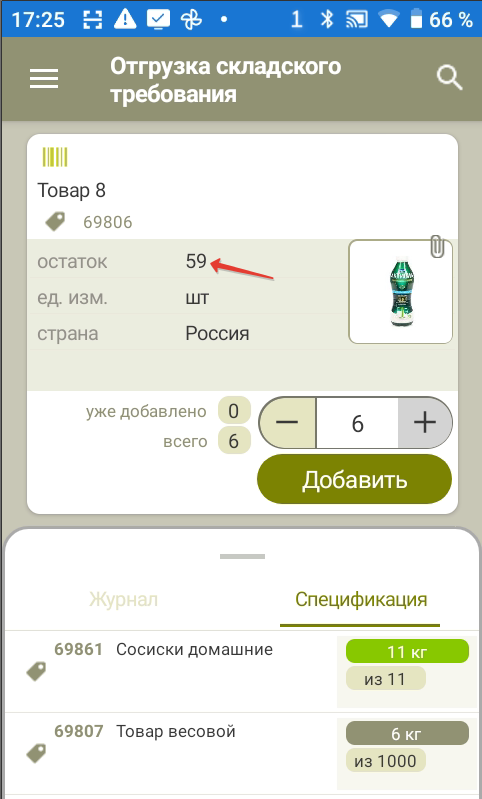 17:25 1 66 %
Отгрузка складского
требования
Товар 8
69806
остаток 59
ед. изм. шт
страна Россия
уже добавлено 0
всего 6
− 6 +
Добавить
Журнал Спецификация
69861 Сосиски домашние 11 кг
из 11
69807 Товар весовой 6 кг
из 1000